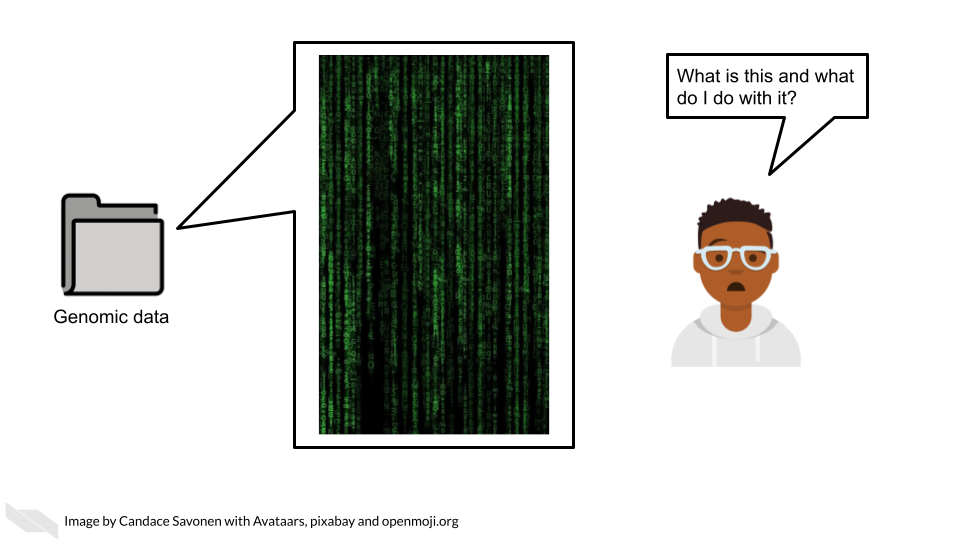 What is this and what
do I do with it?
Genomic data
Image by Candace Savonen with Avataars, pixabay and openmoji.org